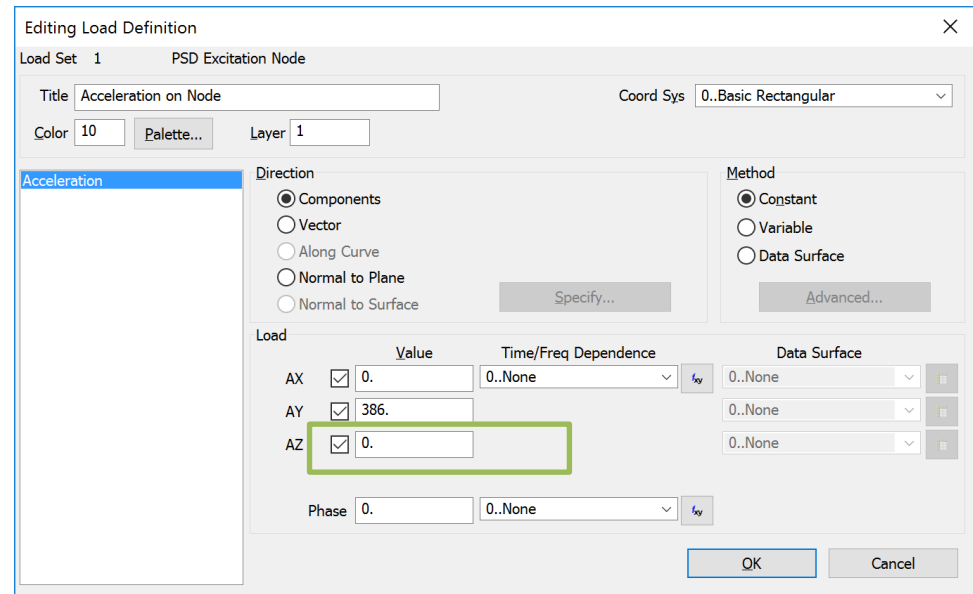 Editing Load Definition
Load Set 1 PSD Excitation Node
Title Acceleration on Node Coord Sys 0..Basic Rectangular
Color 10 Palette... Layer 1
Acceleration
Direction
Components
Vector
Along Curve
Normal to Plane
Normal to Surface
Specify...
Method
Constant
Variable
Data Surface
Advanced...
Load
Value Time/Freq Dependence Data Surface
AX 0. 0..None fxy 0..None
AY 386. 0..None
AZ 0. 0..None
Phase 0. 0..None fxy
OK Cancel